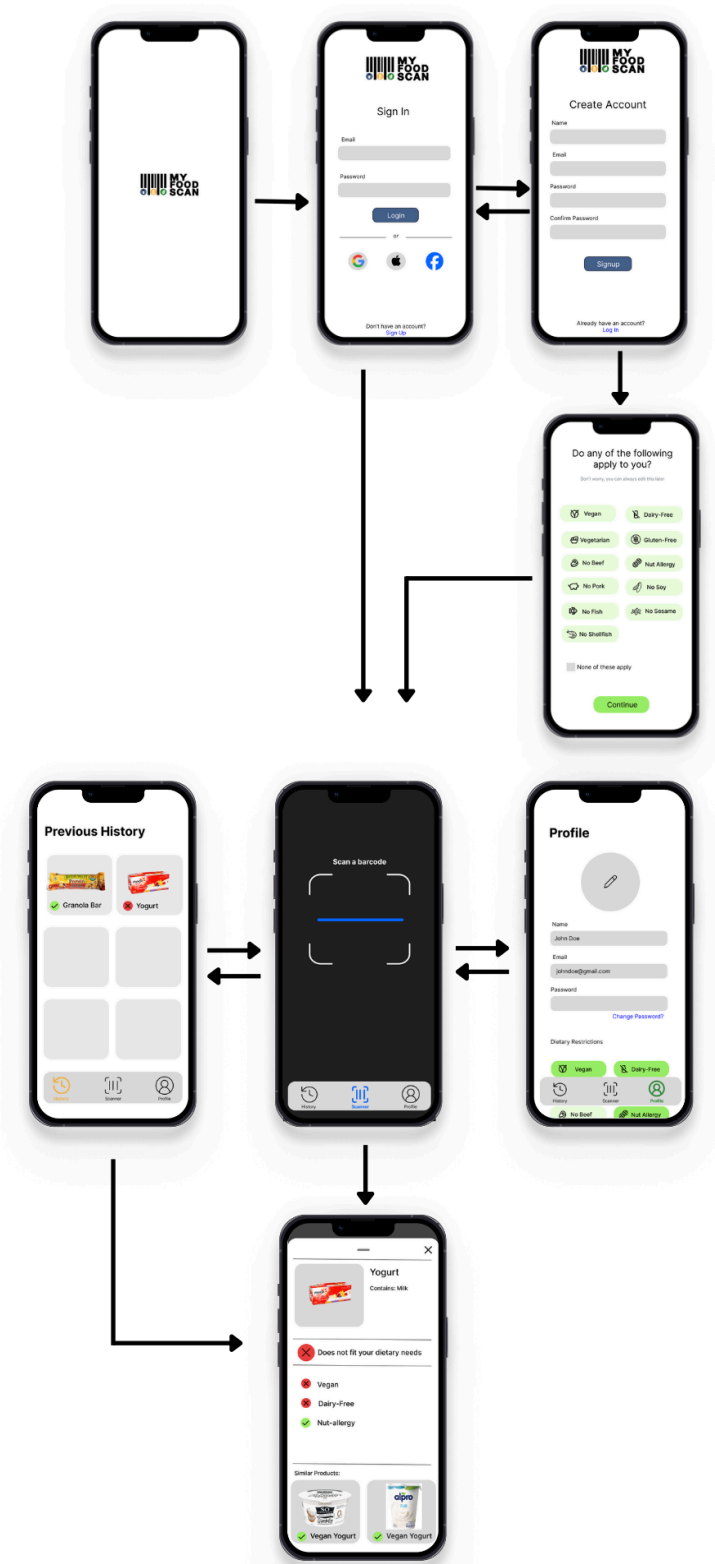 MY
FOOD
SCAN
MY
FOOD
SCAN
Sign In
Email
Password
Login
or
Don't have an account?
Sign Up
MY
FOOD
SCAN
Create Account
Name
Email
Password
Confirm Password
Signup
Already have an account?
Log In
Do any of the following
apply to you?
Don't worry, you can always edit this later
Vegan
Dairy-Free
Vegetarian
Gluten-Free
No Beef
Nut Allergy
No Pork
No Soy
No Fish
No Sesame
No Shellfish
None of these apply
Continue
Previous History
Granola Bar
Yogurt
History
Scanner
Profile
Scan a barcode
History
Scanner
Profile
Profile
Name
John Doe
Email
johndoe@gmail.com
Password
Change Password?
Dietary Restrictions
Vegan
Dairy-Free
History
Scanner
Profile
No Beef
Nut Allergy
Yogurt
Contains: Milk
Does not fit your dietary needs
Vegan
Dairy-Free
Nut-allergy
Similar Products:
SO
alpro
Vegan Yogurt
Vegan Yogurt